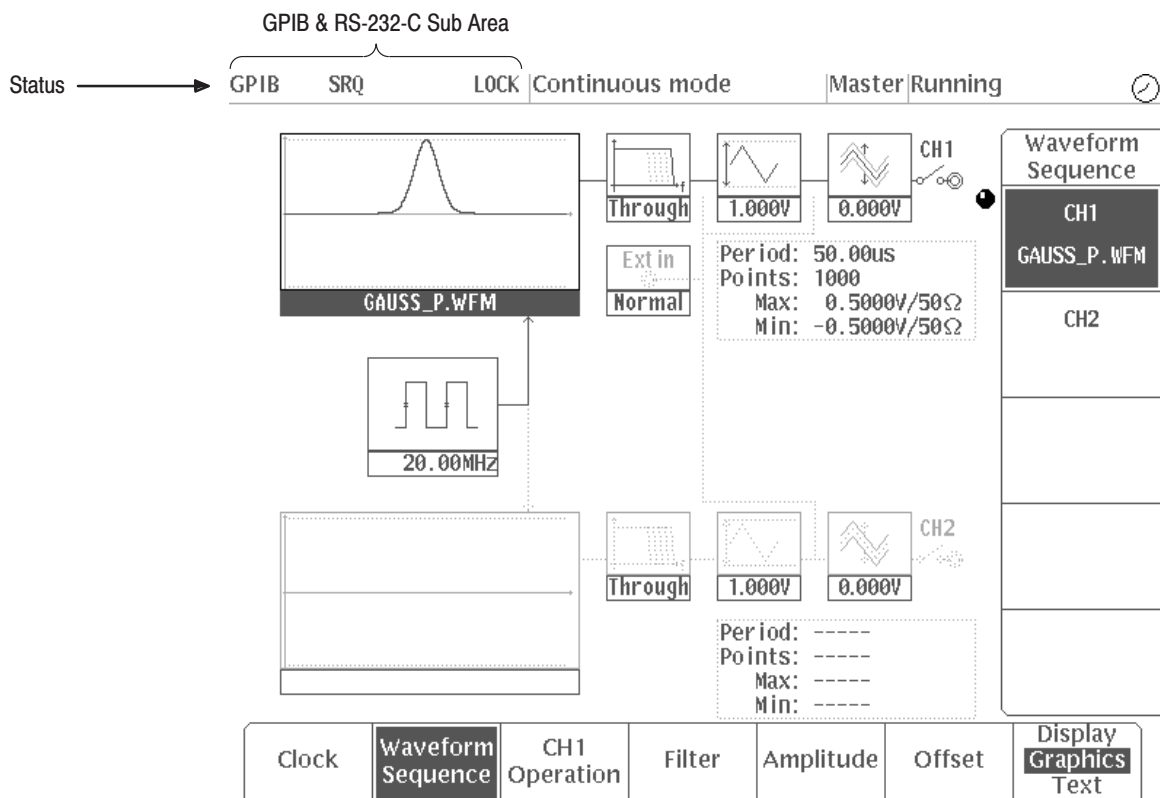 GPIB & RS-232-C Sub Area
Status
GPIB SRQ LOCK Continuous mode Master Running
CH1
Through
1.000V
0.000V
GAUSS_P.WFM
Ext in
Normal
Period: 50.00us
Points: 1000
Max: 0.5000V/50Ω
Min: -0.5000V/50Ω
20.00MHz
CH2
Through
1.000V
0.000V
Period: -----
Points: -----
Max: -----
Min: -----
Waveform
Sequence
CH1
GAUSS_P.WFM
CH2
Clock
Waveform
Sequence
CH1
Operation
Filter
Amplitude
Offset
Display
Graphics
Text
f